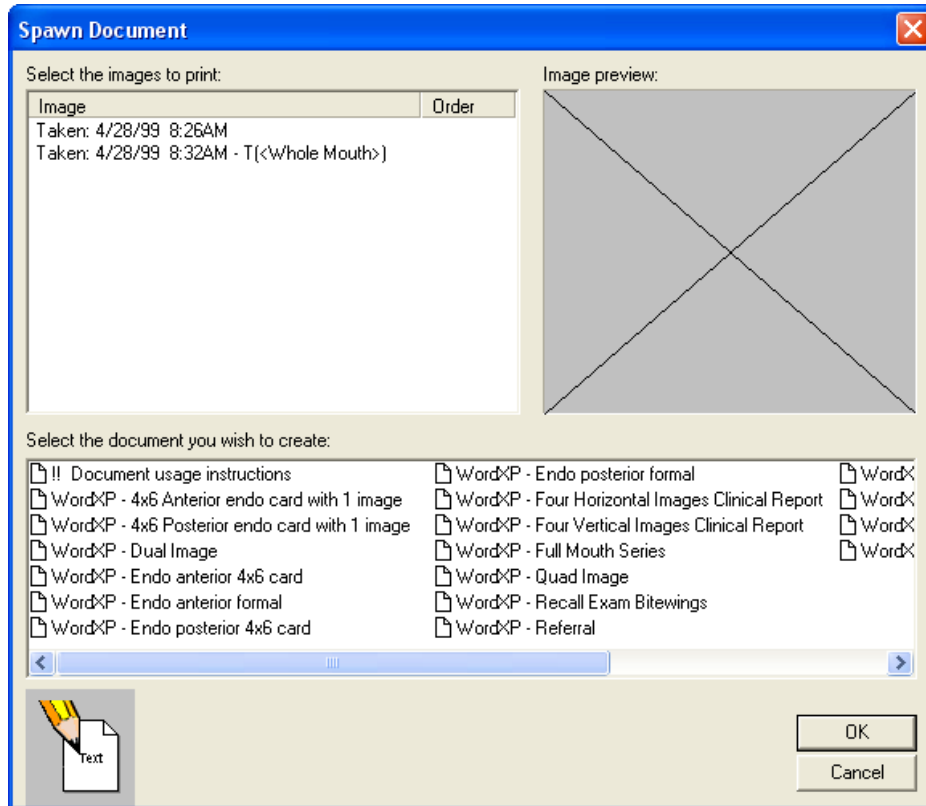 Spawn Document
Select the images to print:
Image preview:
Image Order
Taken: 4/28/99 8:26AM
Taken: 4/28/99 8:32AM - T(<Whole Mouth>)
Select the document you wish to create:
!! Document usage instructions
WordXP - 4x6 Anterior endo card with 1 image
WordXP - 4x6 Posterior endo card with 1 image
WordXP - Dual Image
WordXP - Endo anterior 4x6 card
WordXP - Endo anterior formal
WordXP - Endo posterior 4x6 card
WordXP - Endo posterior formal
WordXP - Four Horizontal Images Clinical Report
WordXP - Four Vertical Images Clinical Report
WordXP - Full Mouth Series
WordXP - Quad Image
WordXP - Recall Exam Bitewings
WordXP - Referral
WordX
WordX
WordX
WordX
Text
OK
Cancel